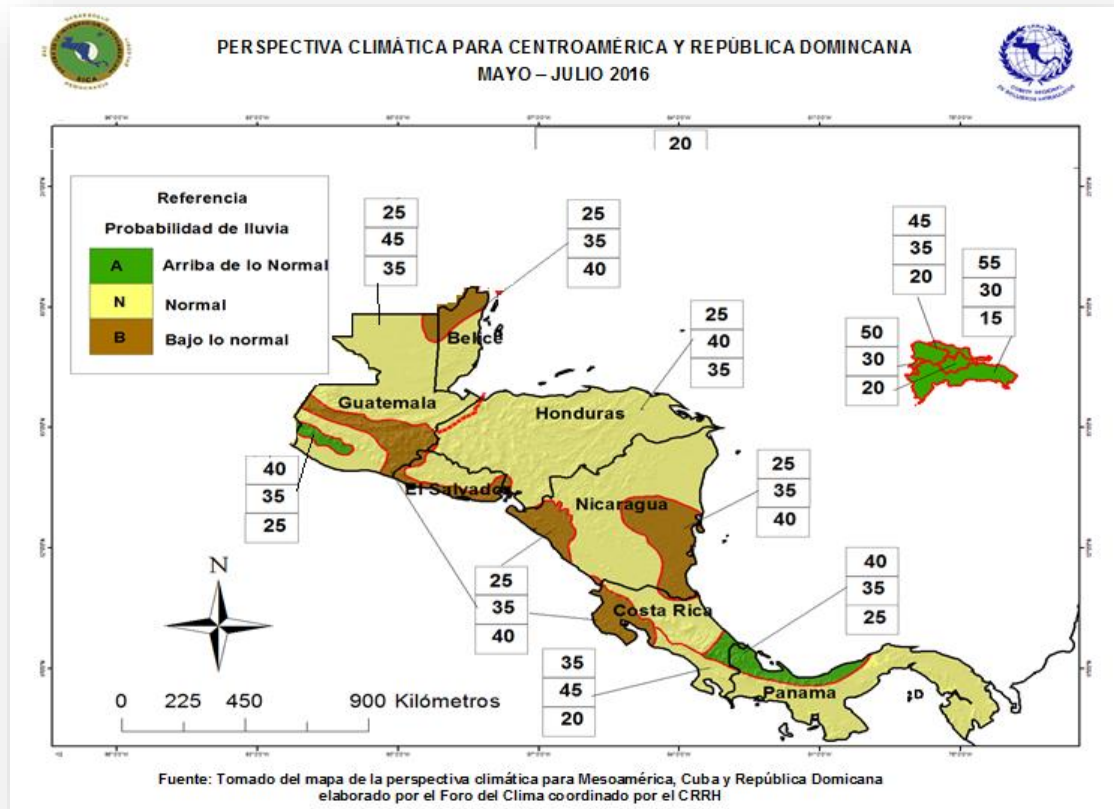 PERSPECTIVA CLIMÁTICA PARA CENTROAMÉRICA Y REPÚBLICA DOMINCANA
MAYO – JULIO 2016
20
Referencia
Probabilidad de lluvia
A Arriba de lo Normal
N Normal
B Bajo lo normal
25
45
35
25
35
40
45
35
20
55
30
15
50
30
20
25
40
35
Belice
Guatemala
Honduras
40
35
25
El Salvador
Nicaragua
25
35
40
25
35
40
Costa Rica
40
35
25
35
45
20
Panama
D
N
0 225 450 900 Kilómetros
Fuente: Tomado del mapa de la perspectiva climática para Mesoamérica, Cuba y República Domicana
elaborado por el Foro del Clima coordinado por el CRRH